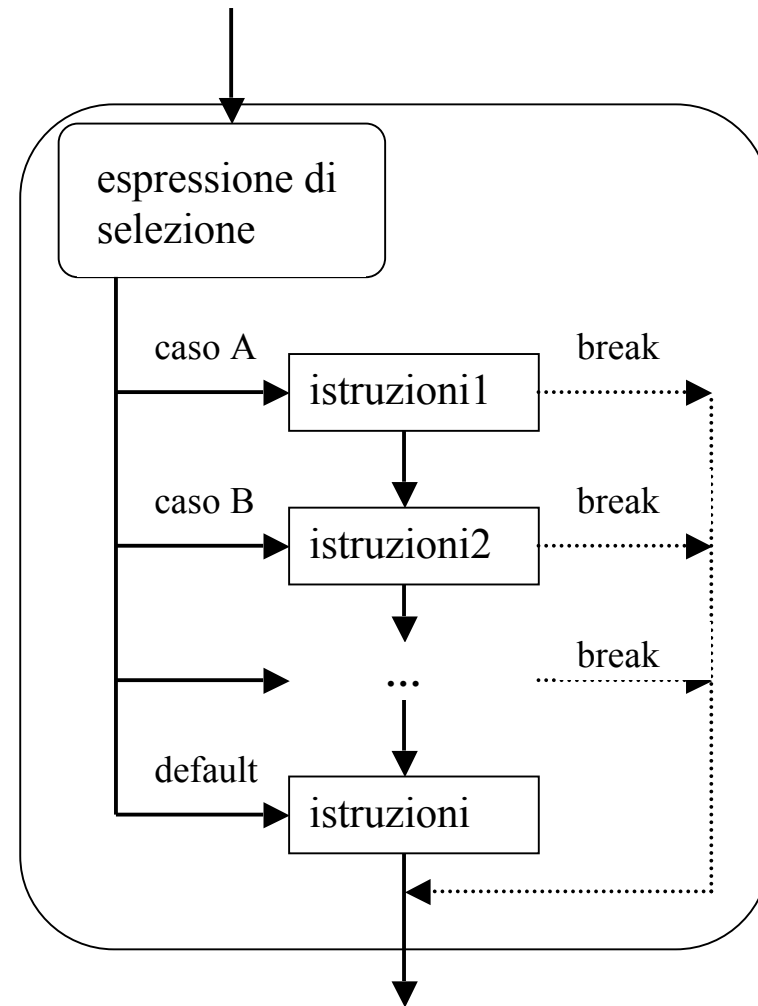 espressione di
selezione
caso A
istruzioni1
break
caso B
istruzioni2
break
...
break
default
istruzioni